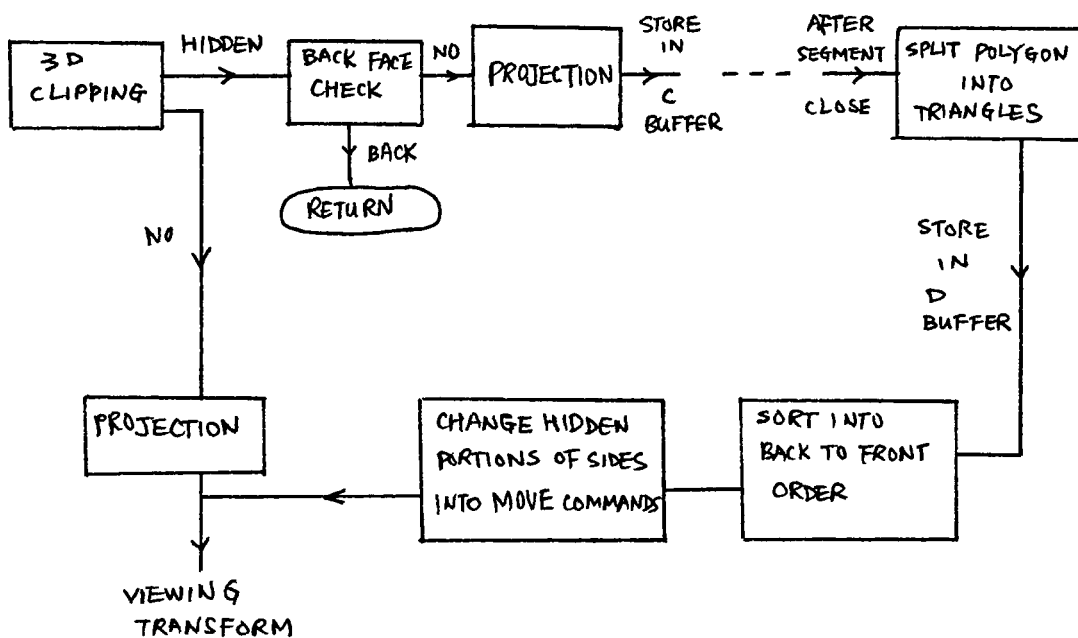 3D
CLIPPING
HIDDEN
BACK FACE
CHECK
NO
PROJECTION
STORE
IN
C
BUFFER
AFTER
SEGMENT
CLOSE
SPLIT POLYGON
INTO
TRIANGLES
BACK
RETURN
NO
STORE
IN
D
BUFFER
PROJECTION
CHANGE HIDDEN
PORTIONS OF SIDES
INTO MOVE COMMANDS
SORT INTO
BACK TO FRONT
ORDER
VIEWING
TRANSFORM